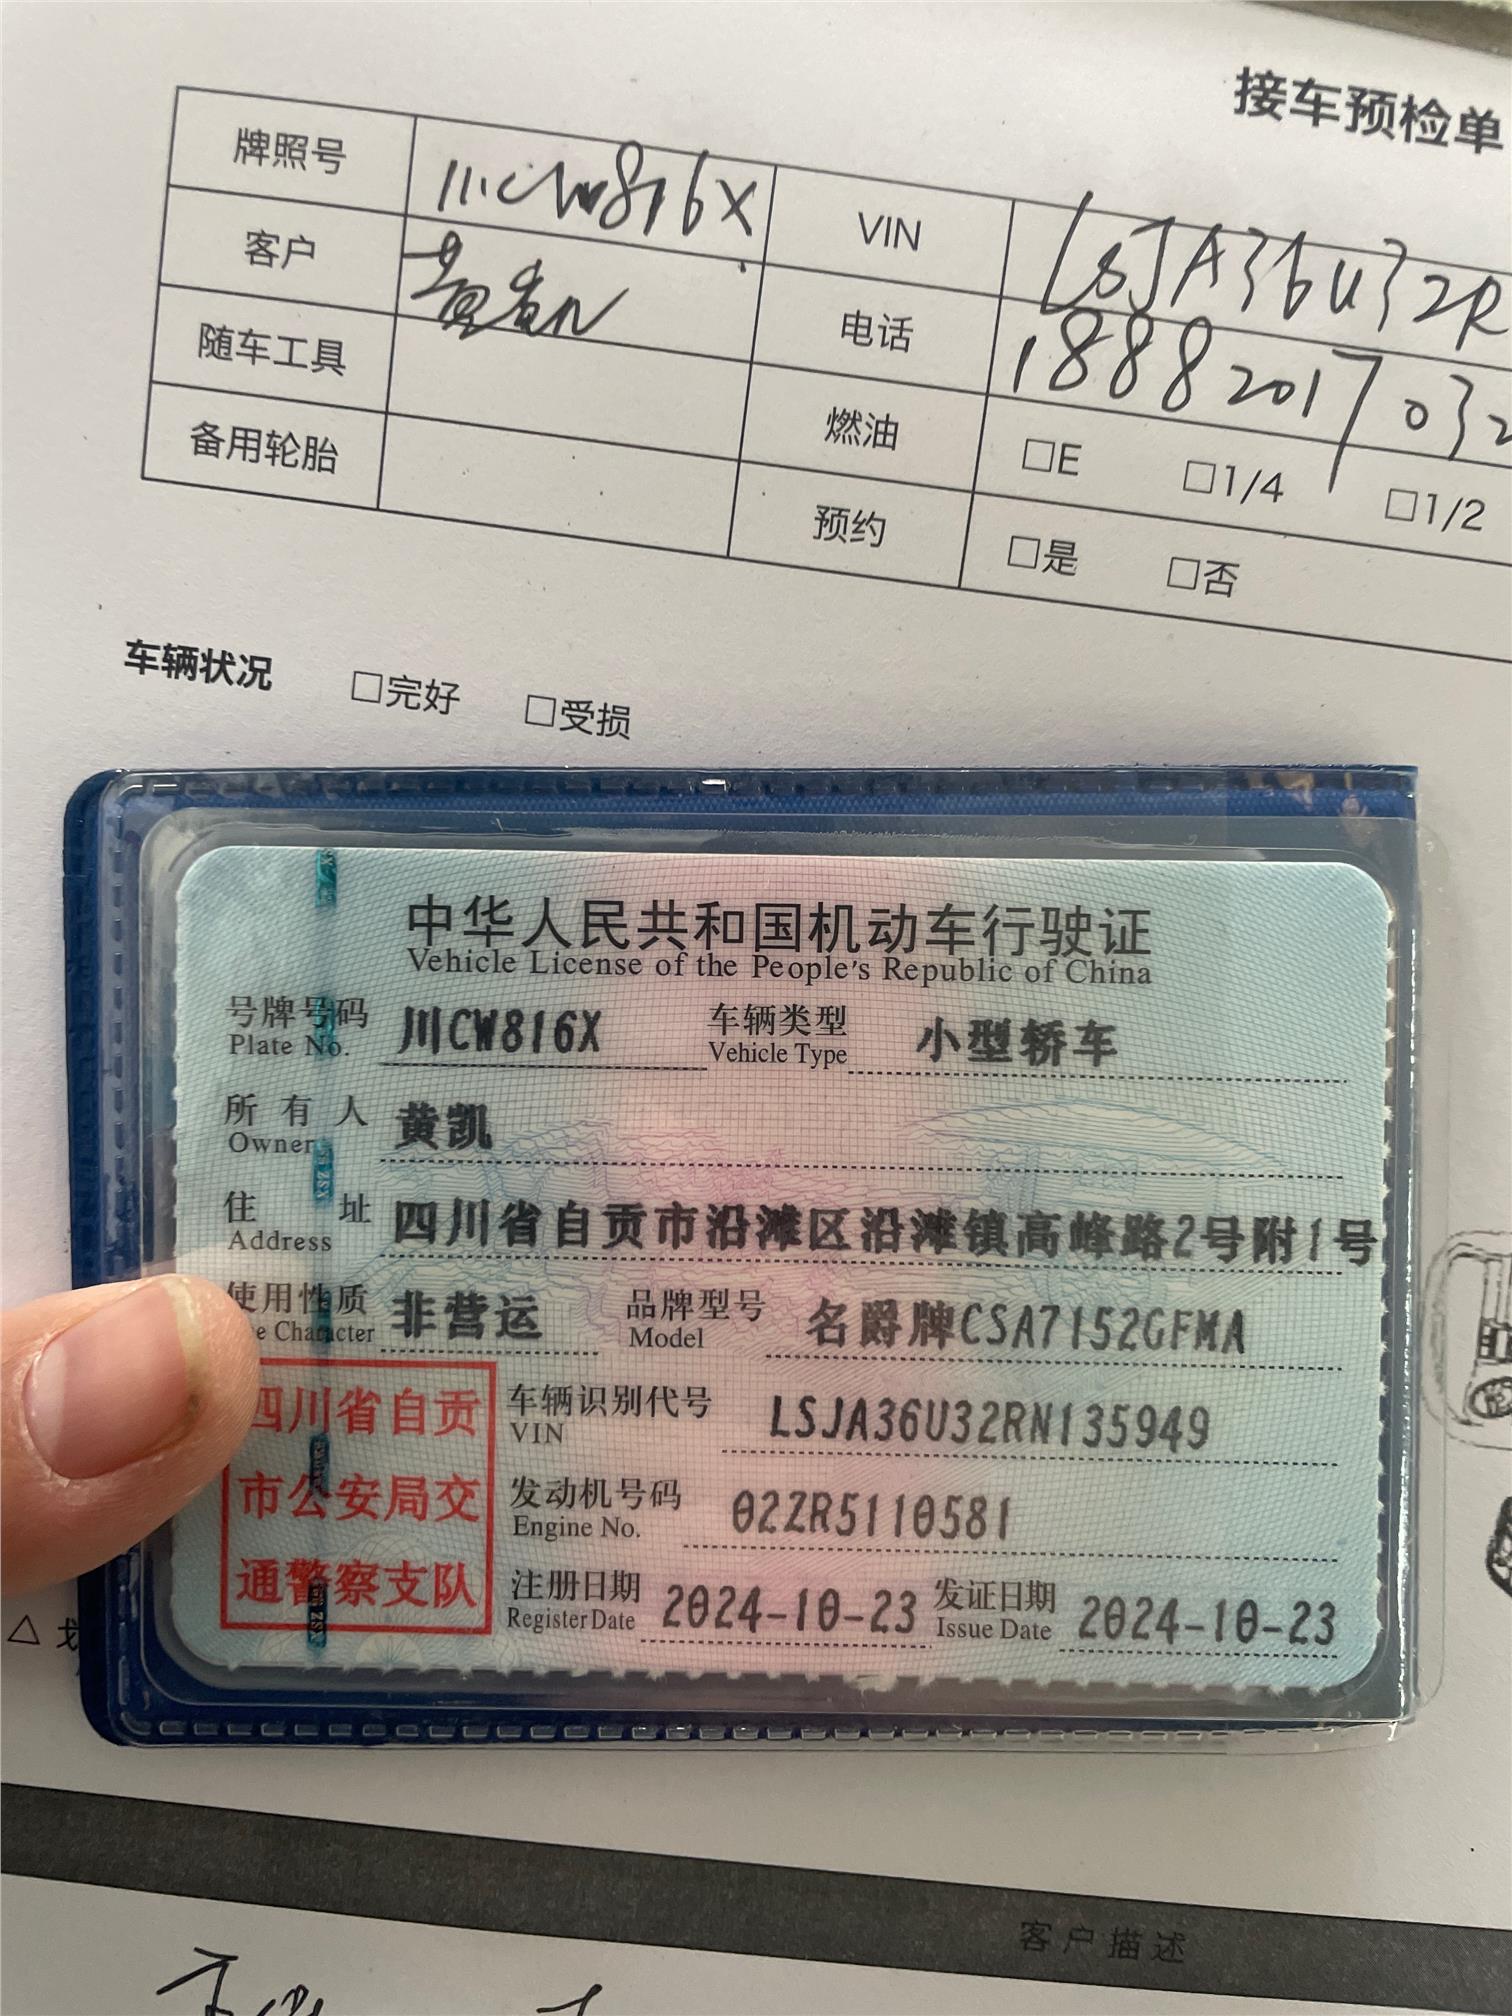 接车预检单
牌照号 川CW816X VIN LSJA36U32R
客户 黄凯 电话 18882017032
随车工具 燃油 □E □1/4 □1/2
备用轮胎 预约 □是 □否
车辆状况 □完好 □受损
中华人民共和国机动车行驶证
Vehicle License of the People's Republic of China
号牌号码 川CW816X 车辆类型 小型轿车
Plate No. Vehicle Type
所有人 黄凯
Owner
住址 四川省自贡市沿滩区沿滩镇高峰路2号附1号
Address
使用性质 非营运 品牌型号 名爵牌CSA7152GFMA
e Character Model
四川省自贡
市公安局交
通警察支队
车辆识别代号 LSJA36U32RN135949
VIN
发动机号码 02ZR5110581
Engine No.
注册日期 2024-10-23 发证日期 2024-10-23
Register Date Issue Date
客户描述